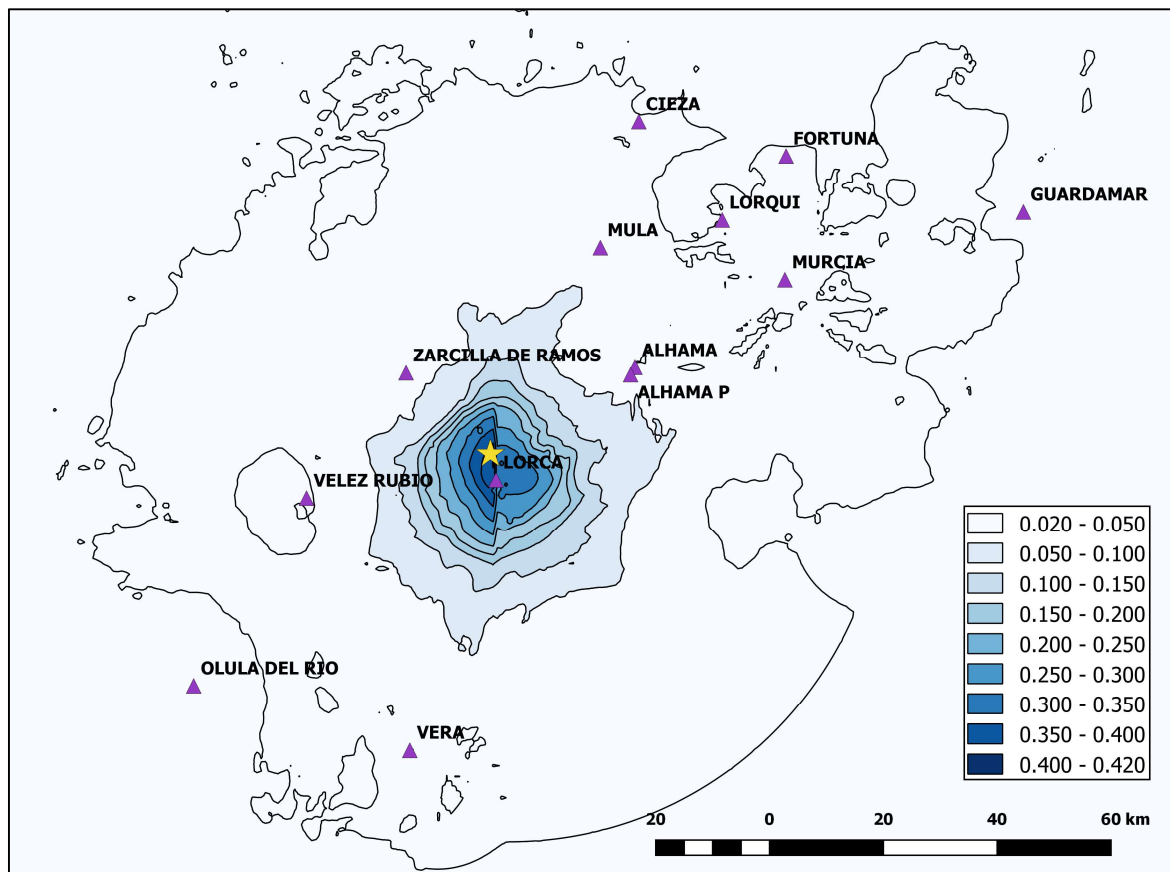 CIEZA
FORTUNA
GUARDAMAR
LORQUI
MULA
MURCIA
ZARCILLA DE RAMOS
ALHAMA
ALHAMA P
LORCA
VELEZ RUBIO
0.020 - 0.050
0.050 - 0.100
0.100 - 0.150
0.150 - 0.200
0.200 - 0.250
0.250 - 0.300
0.300 - 0.350
0.350 - 0.400
0.400 - 0.420
OLULA DEL RIO
VERA
20 0 20 40 60 km